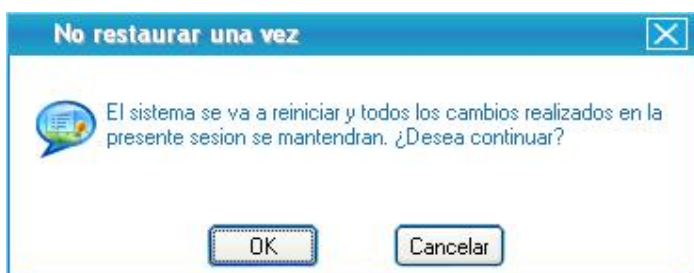 No restaurar una vez
El sistema se va a reiniciar y todos los cambios realizados en la
presente sesion se mantendran. ¿Desea continuar?
OK
Cancelar